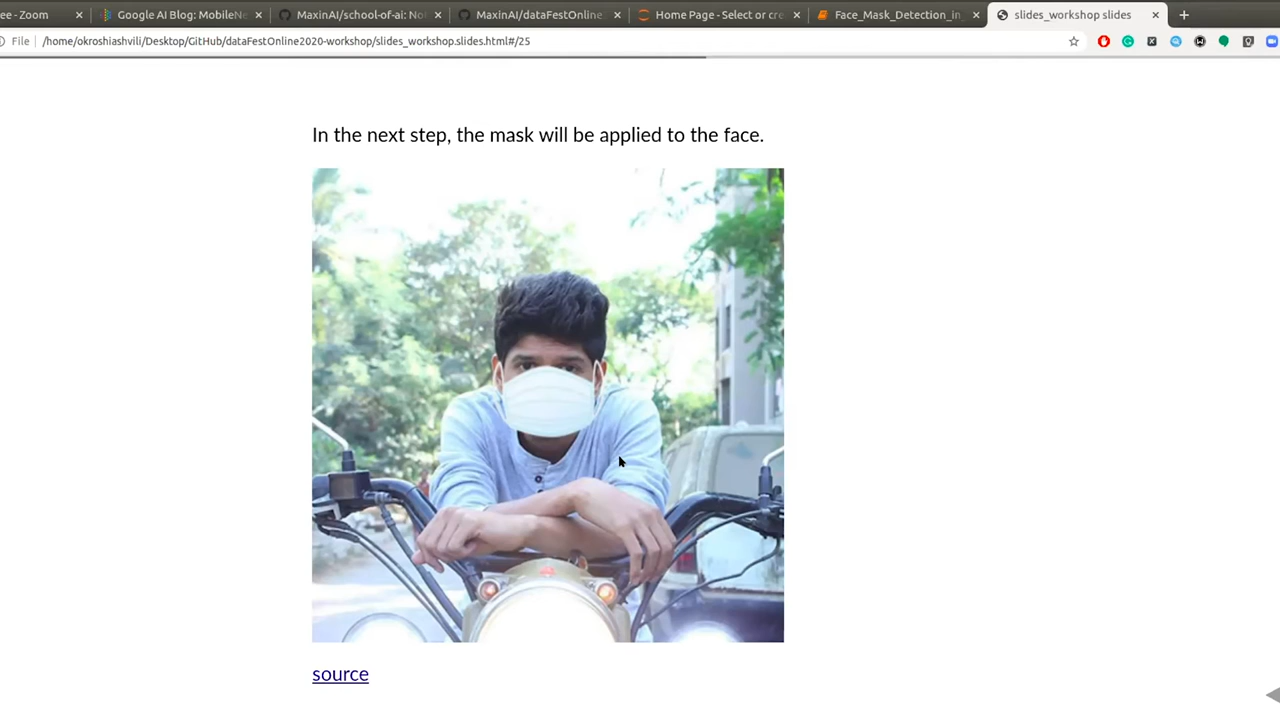 ee - Zoom
Google AI Blog: MobileNe
MaxinAI/school-of-ai: No
MaxinAI/dataFestOnline
Home Page - Select or cre
Face_Mask_Detection_in_
slides_workshop slides
File
/home/okroshiashvili/Desktop/GitHub/dataFestOnline2020-workshop/slides_workshop.slides.html#/25
In the next step, the mask will be applied to the face.
source